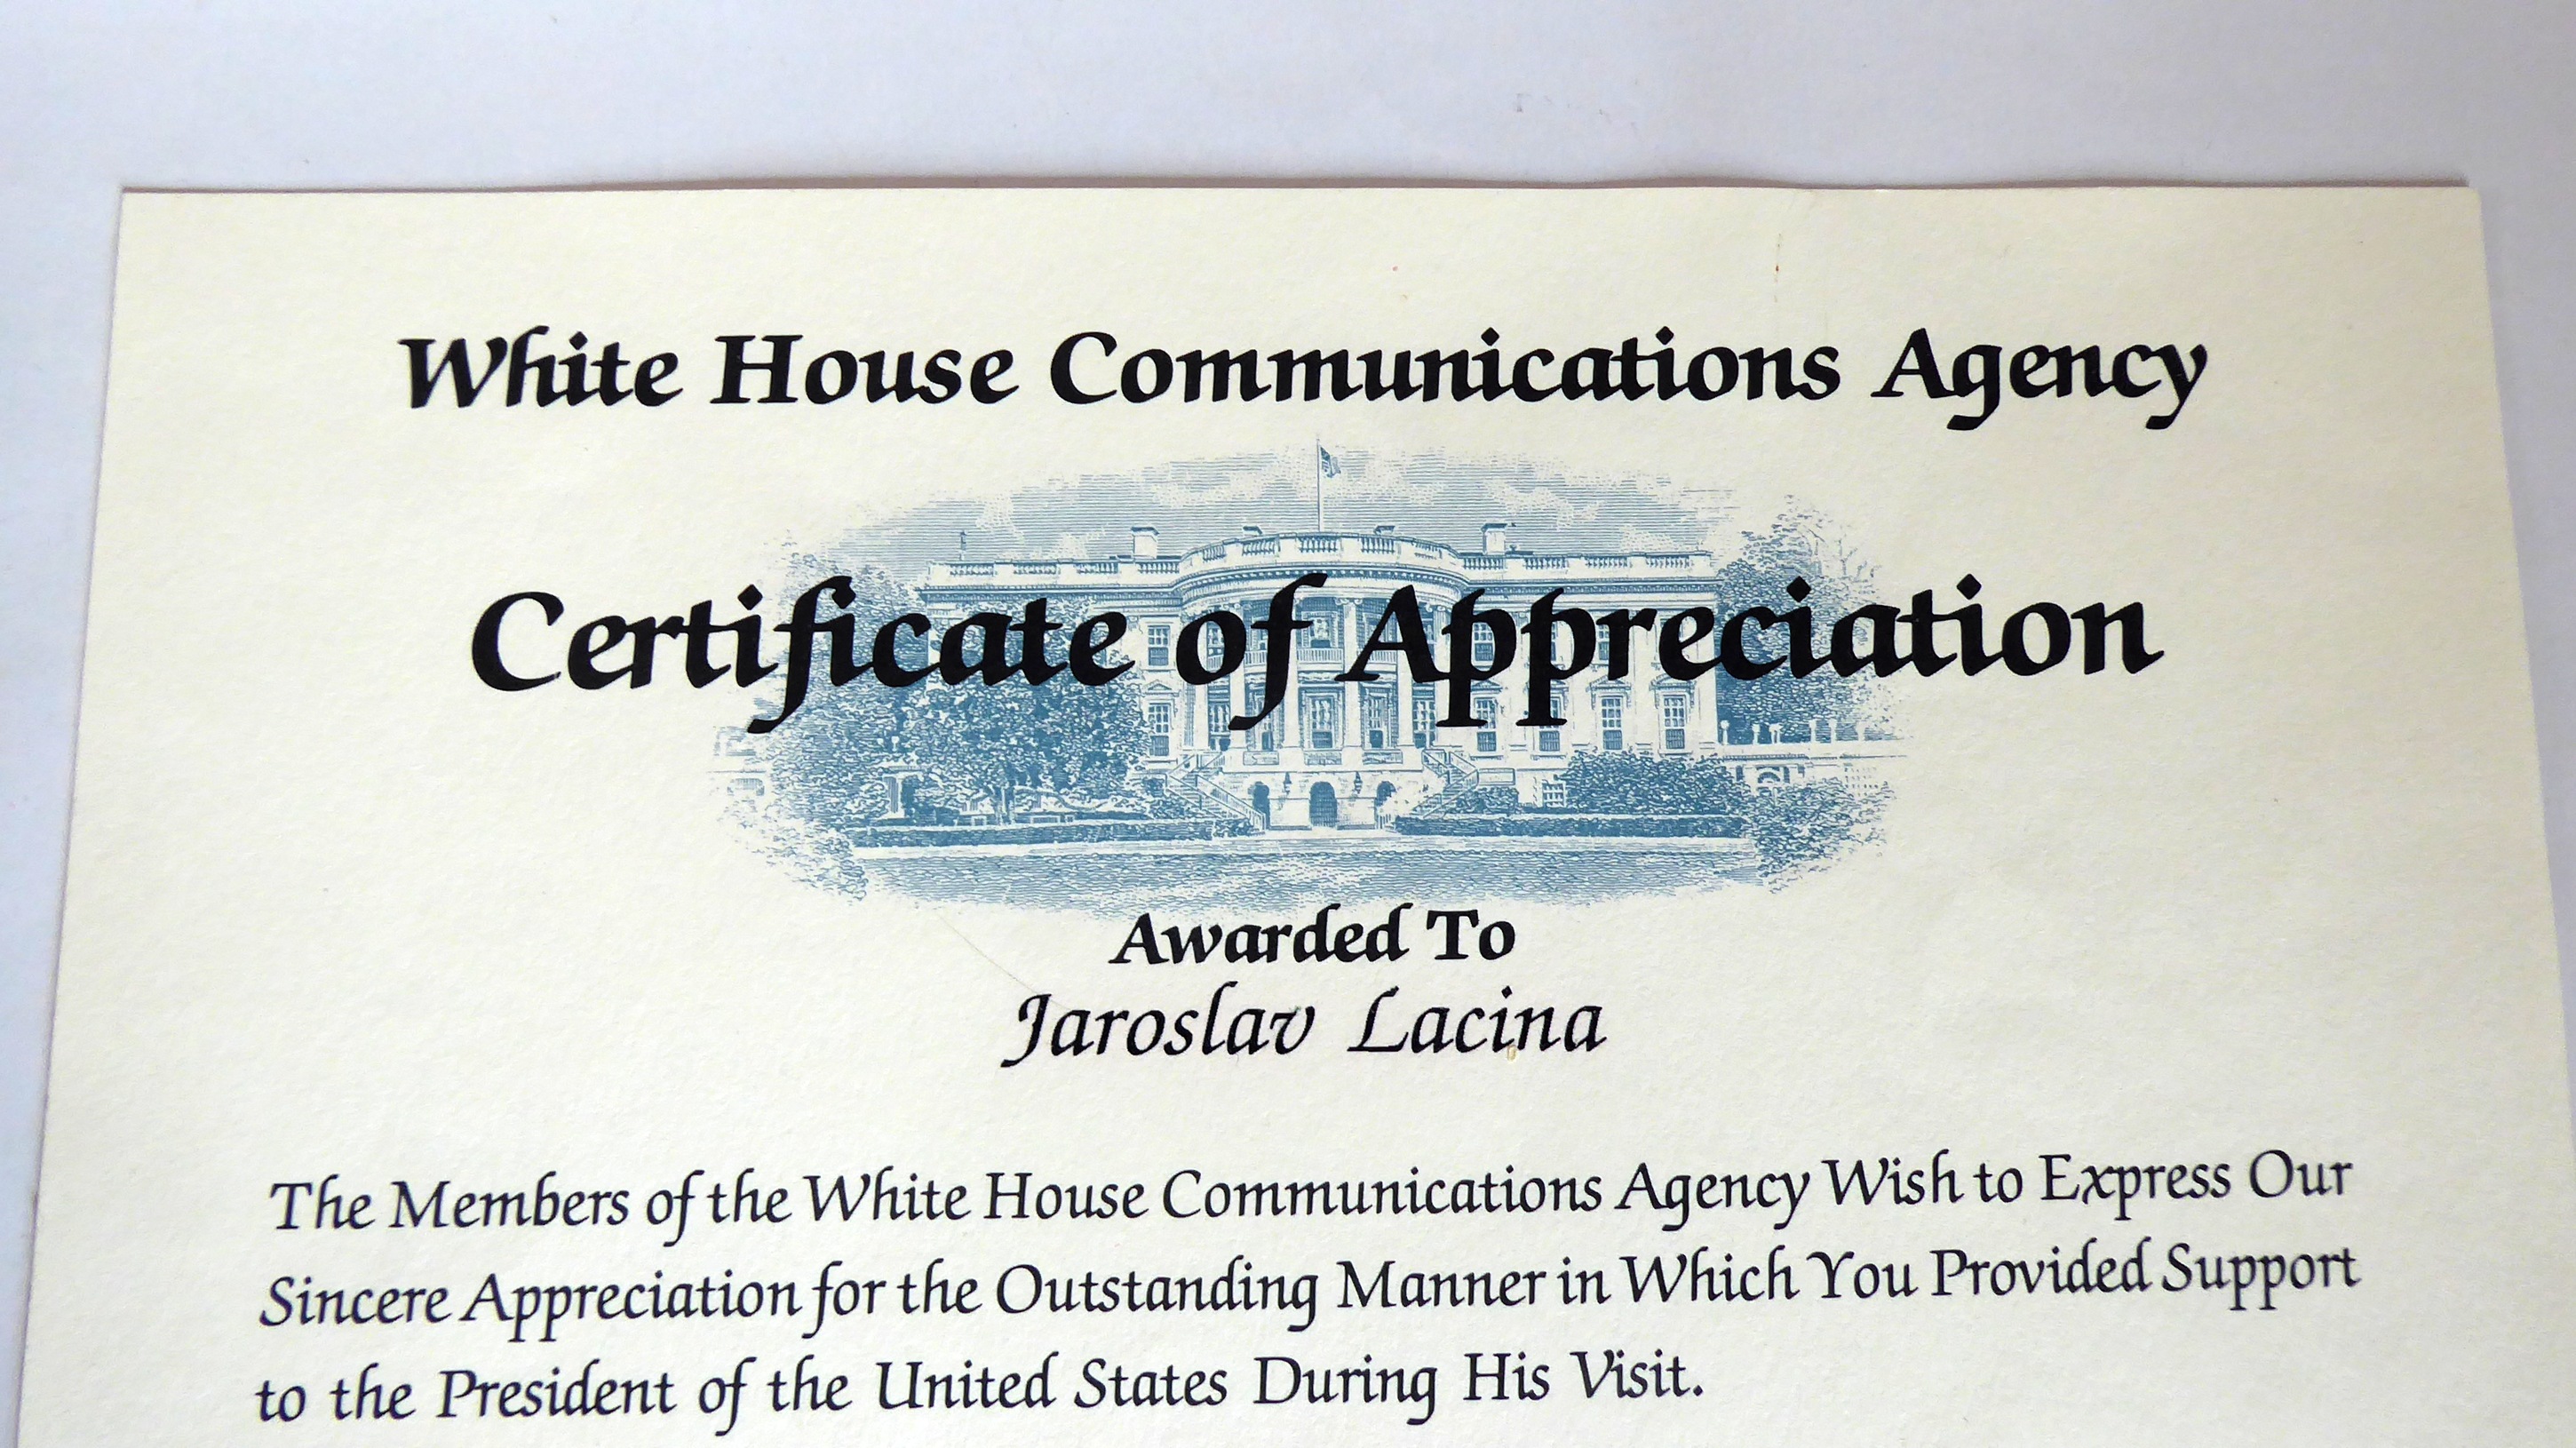 White House Communications Agency
Certificate of Appreciation
Awarded To
Jaroslav Lacina
The Members of the White House Communications Agency Wish to Express Our
Sincere Appreciation for the Outstanding Manner in Which You Provided Support
to the President of the United States During His Visit.